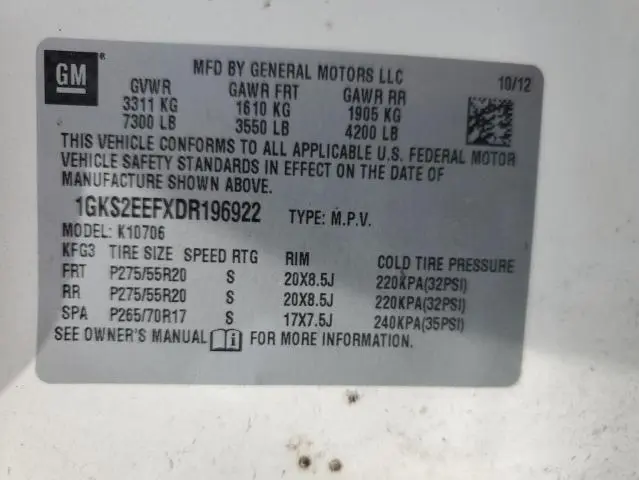 GM ® MFD BY GENERAL MOTORS LLC 10/12
GVWR GAWR FRT GAWR RR
3311 KG 1610 KG 1905 KG
7300 LB 3550 LB 4200 LB
THIS VEHICLE CONFORMS TO ALL APPLICABLE U.S. FEDERAL MOTOR
VEHICLE SAFETY STANDARDS IN EFFECT ON THE DATE OF
MANUFACTURE SHOWN ABOVE.
1GKS2EEFXDR196922 TYPE: M.P.V.
MODEL: K10706
KFG3 TIRE SIZE SPEED RTG RIM COLD TIRE PRESSURE
FRT P275/55R20 S 20X8.5J 220KPA(32PSI)
RR P275/55R20 S 20X8.5J 220KPA(32PSI)
SPA P265/70R17 S 17X7.5J 240KPA(35PSI)
SEE OWNER'S MANUAL i FOR MORE INFORMATION.